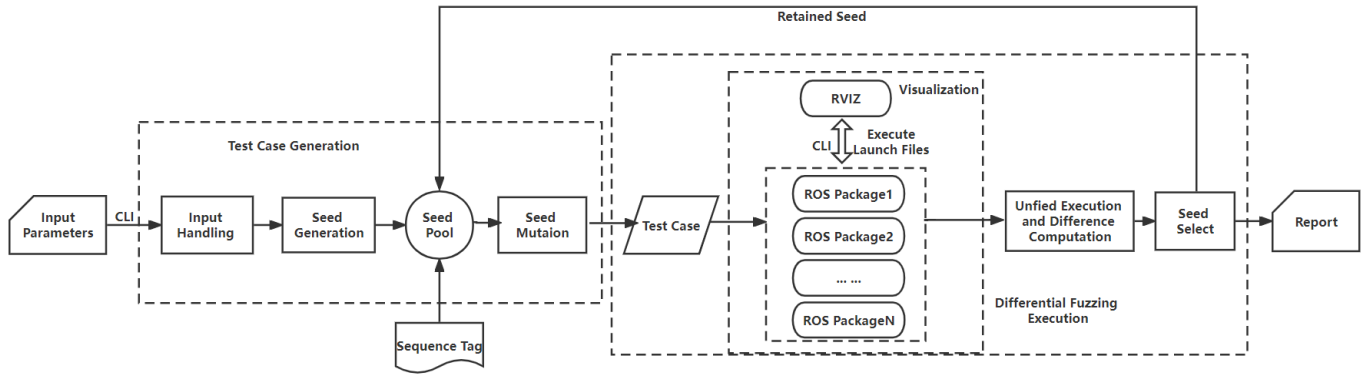 Retained Seed
RVIZ
Visualization
CLI
Execute
Launch Files
Test Case Generation
Input
Parameters
CLI
Input
Handling
Seed
Generation
Seed
Pool
Seed
Mutaion
Test Case
ROS Package1
ROS Package2
... ...
ROS PackageN
Unfied Execution
and Difference
Computation
Seed
Select
Report
Differential Fuzzing
Execution
Sequence Tag